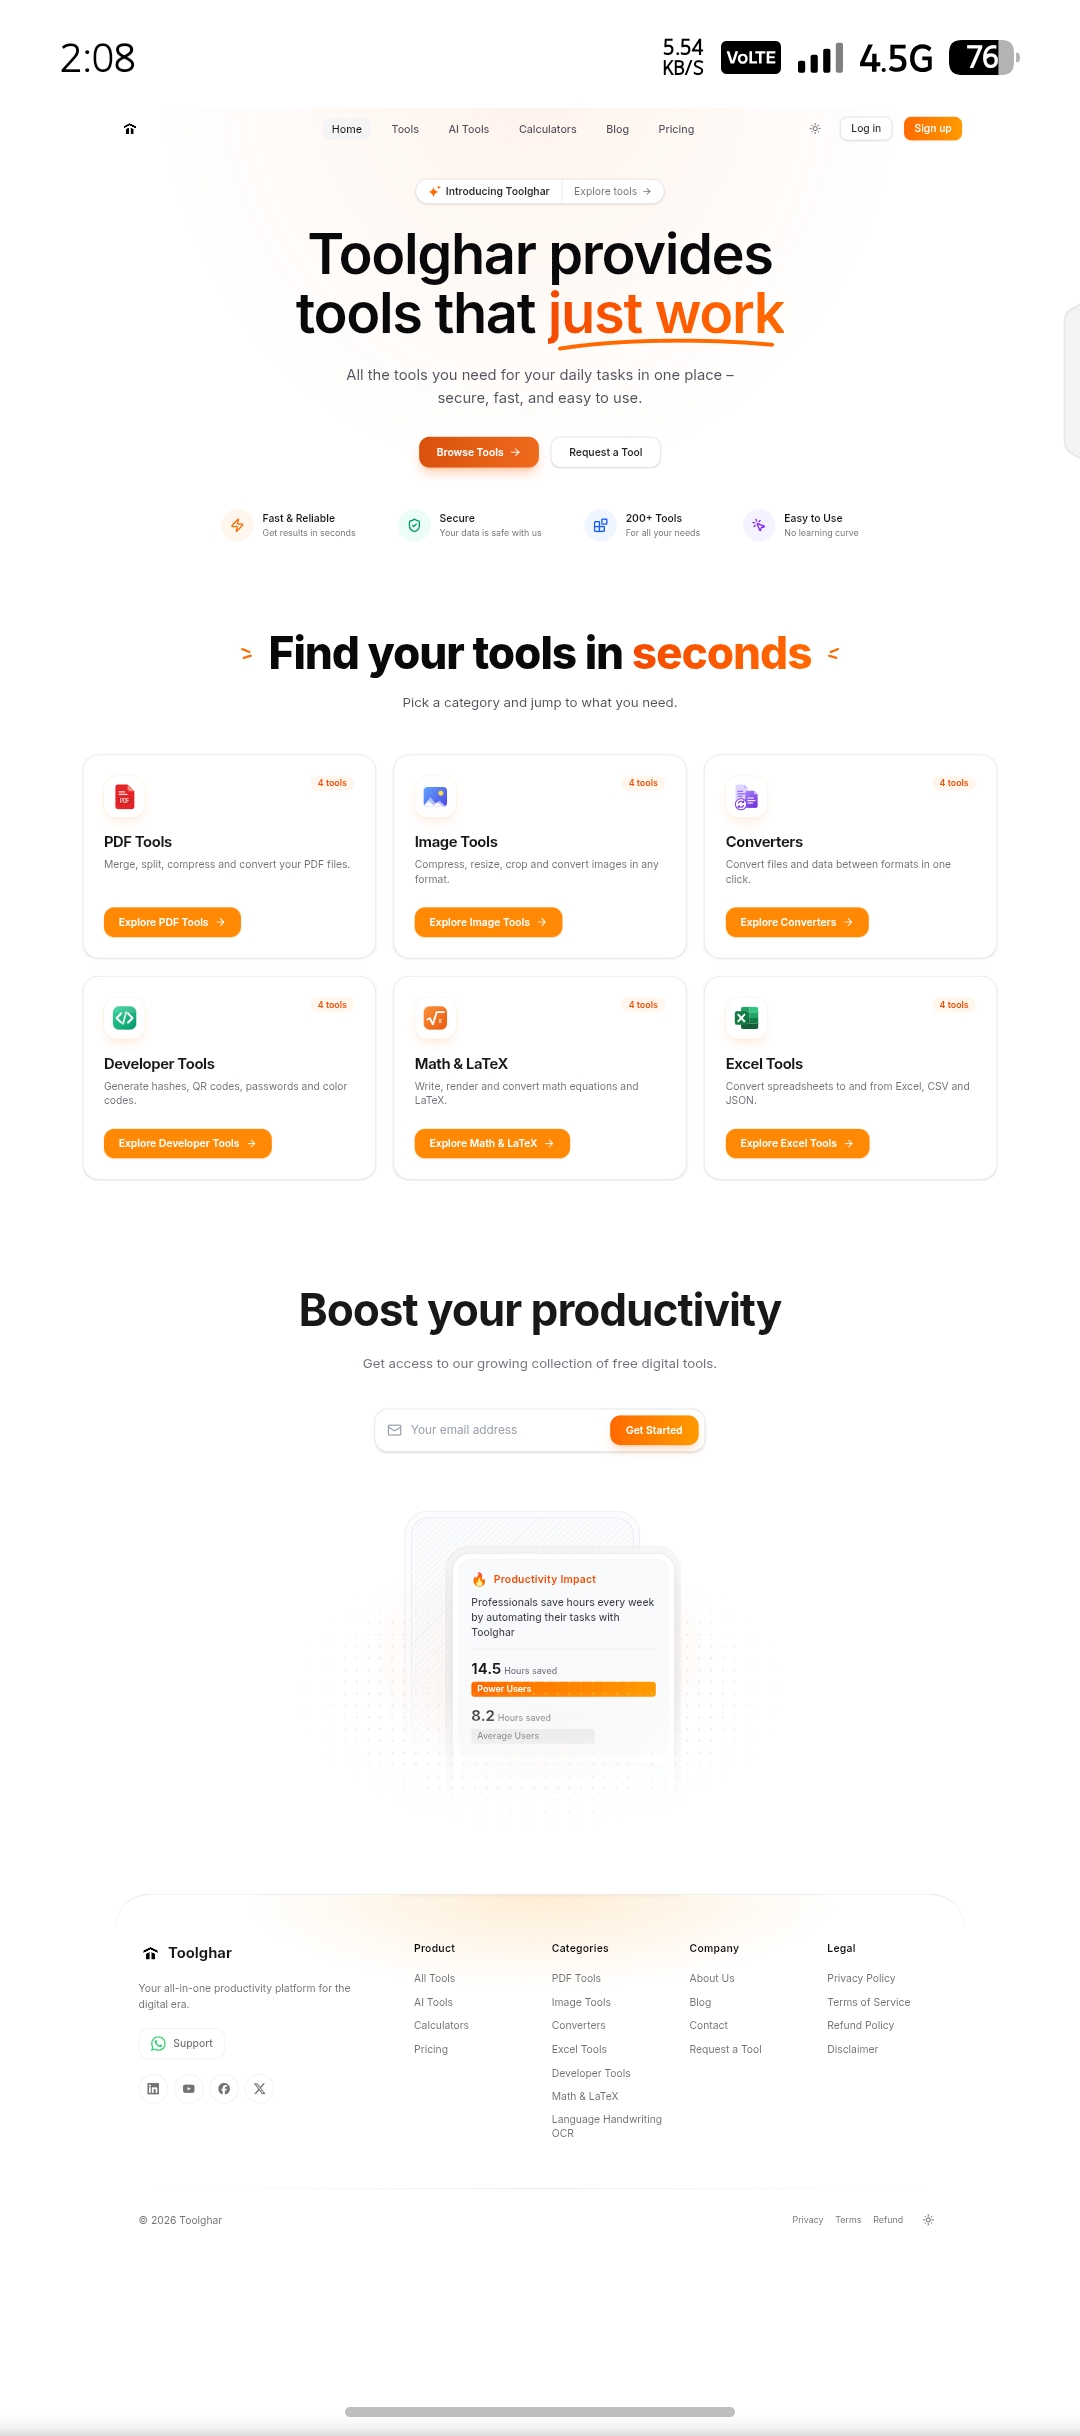 2:08
5.54
KB/S
VoLTE
4.5G
76
Home Tools AI Tools Calculators Blog Pricing Log in Sign up
Introducing Toolghar Explore tools →
Toolghar provides
tools that just work
All the tools you need for your daily tasks in one place –
secure, fast, and easy to use.
Browse Tools → Request a Tool
Fast & Reliable
Get results in seconds
Secure
Your data is safe with us
200+ Tools
For all your needs
Easy to Use
No learning curve
Find your tools in seconds
Pick a category and jump to what you need.
4 tools
PDF
PDF Tools
Merge, split, compress and convert your PDF files.
Explore PDF Tools →
4 tools
Image Tools
Compress, resize, crop and convert images in any
format.
Explore Image Tools →
4 tools
Converters
Convert files and data between formats in one
click.
Explore Converters →
4 tools
Developer Tools
Generate hashes, QR codes, passwords and color
codes.
Explore Developer Tools →
4 tools
Math & LaTeX
Write, render and convert math equations and
LaTeX.
Explore Math & LaTeX →
4 tools
Excel Tools
Convert spreadsheets to and from Excel, CSV and
JSON.
Explore Excel Tools →
Boost your productivity
Get access to our growing collection of free digital tools.
Your email address Get Started
🔥 Productivity Impact
Professionals save hours every week
by automating their tasks with
Toolghar
14.5 Hours saved
Power Users
8.2 Hours saved
Average Users
Toolghar
Your all-in-one productivity platform for the
digital era.
Support
Product
All Tools
AI Tools
Calculators
Pricing
Categories
PDF Tools
Image Tools
Converters
Excel Tools
Developer Tools
Math & LaTeX
Language Handwriting
OCR
Company
About Us
Blog
Contact
Request a Tool
Legal
Privacy Policy
Terms of Service
Refund Policy
Disclaimer
© 2026 Toolghar
Privacy Terms Refund